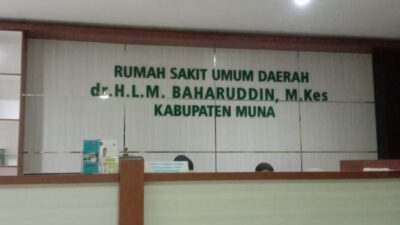 RUMAH SAKIT UMUM DAERAH
dr.H.L.M. BAHARUDDIN, M.Kes
KABUPATEN MUNA